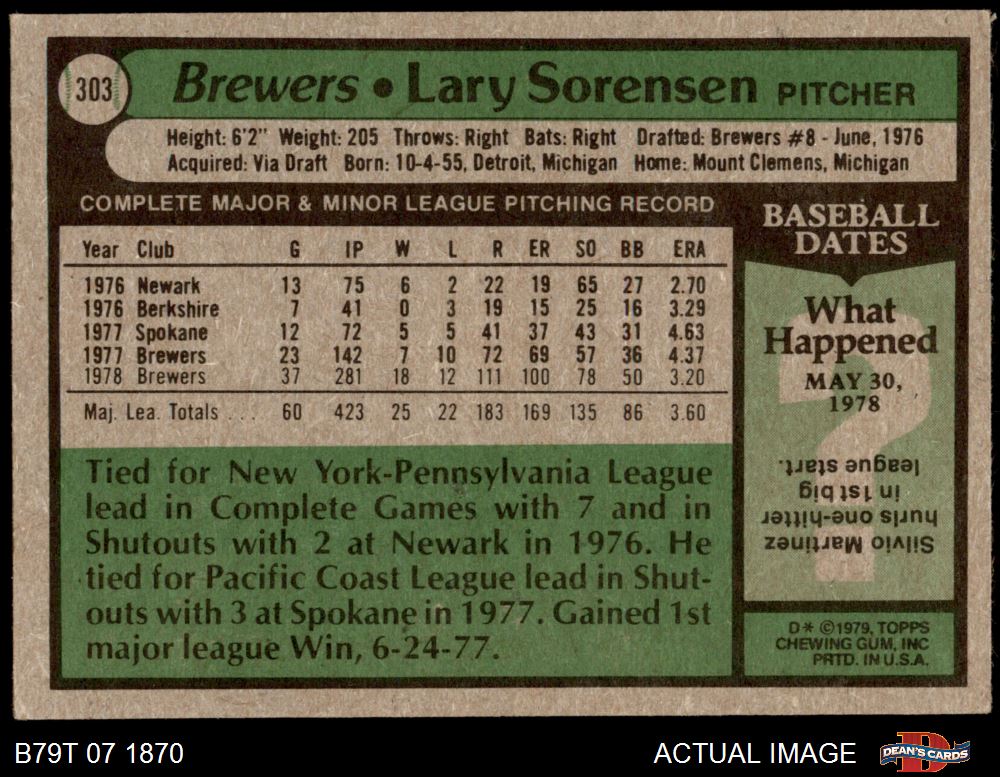 303
Brewers • Lary Sorensen PITCHER
Height: 6'2" Weight: 205 Throws: Right Bats: Right Drafted: Brewers #8 - June, 1976
Acquired: Via Draft Born: 10-4-55, Detroit, Michigan Home: Mount Clemens, Michigan
COMPLETE MAJOR & MINOR LEAGUE PITCHING RECORD
Year Club G IP W L R ER SO BB ERA
1976 Newark 13 75 6 2 22 19 65 27 2.70
1976 Berkshire 7 41 0 3 19 15 25 16 3.29
1977 Spokane 12 72 5 5 41 37 43 31 4.63
1977 Brewers 23 142 7 10 72 69 57 36 4.37
1978 Brewers 37 281 18 12 111 100 78 50 3.20
Maj. Lea. Totals . . . 60 423 25 22 183 169 135 86 3.60
Tied for New York-Pennsylvania League
lead in Complete Games with 7 and in
Shutouts with 2 at Newark in 1976. He
tied for Pacific Coast League lead in Shut-
outs with 3 at Spokane in 1977. Gained 1st
major league Win, 6-24-77.
BASEBALL
DATES
What
Happened
MAY 30,
1978
?
Silvio Martinez
hurls one-hitter
in 1st big
league start.
D* ©1979, TOPPS
CHEWING GUM, INC
PRTD. IN U.S.A.
B79T 07 1870
ACTUAL IMAGE
D
DEAN'S CARDS